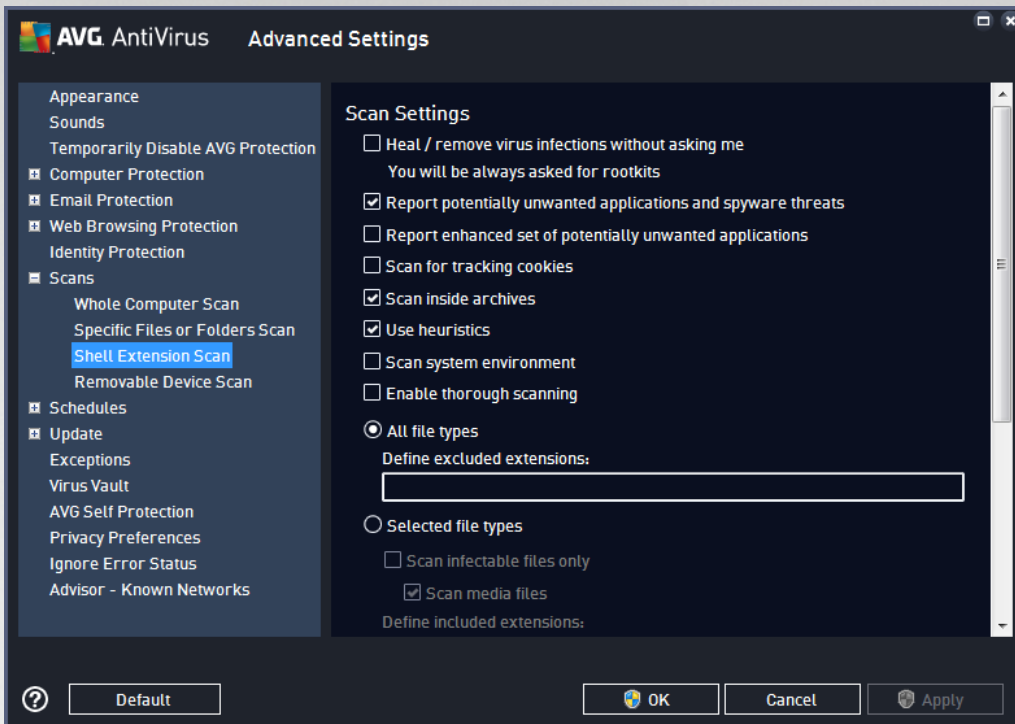 AVG. AntiVirus Advanced Settings
Appearance
Sounds
Temporarily Disable AVG Protection
Computer Protection
Email Protection
Web Browsing Protection
Identity Protection
Scans
Whole Computer Scan
Specific Files or Folders Scan
Shell Extension Scan
Removable Device Scan
Schedules
Update
Exceptions
Virus Vault
AVG Self Protection
Privacy Preferences
Ignore Error Status
Advisor - Known Networks
Scan Settings
Heal / remove virus infections without asking me
You will be always asked for rootkits
Report potentially unwanted applications and spyware threats
Report enhanced set of potentially unwanted applications
Scan for tracking cookies
Scan inside archives
Use heuristics
Scan system environment
Enable thorough scanning
All file types
Define excluded extensions:
Selected file types
Scan infectable files only
Scan media files
Define included extensions:
? Default OK Cancel Apply